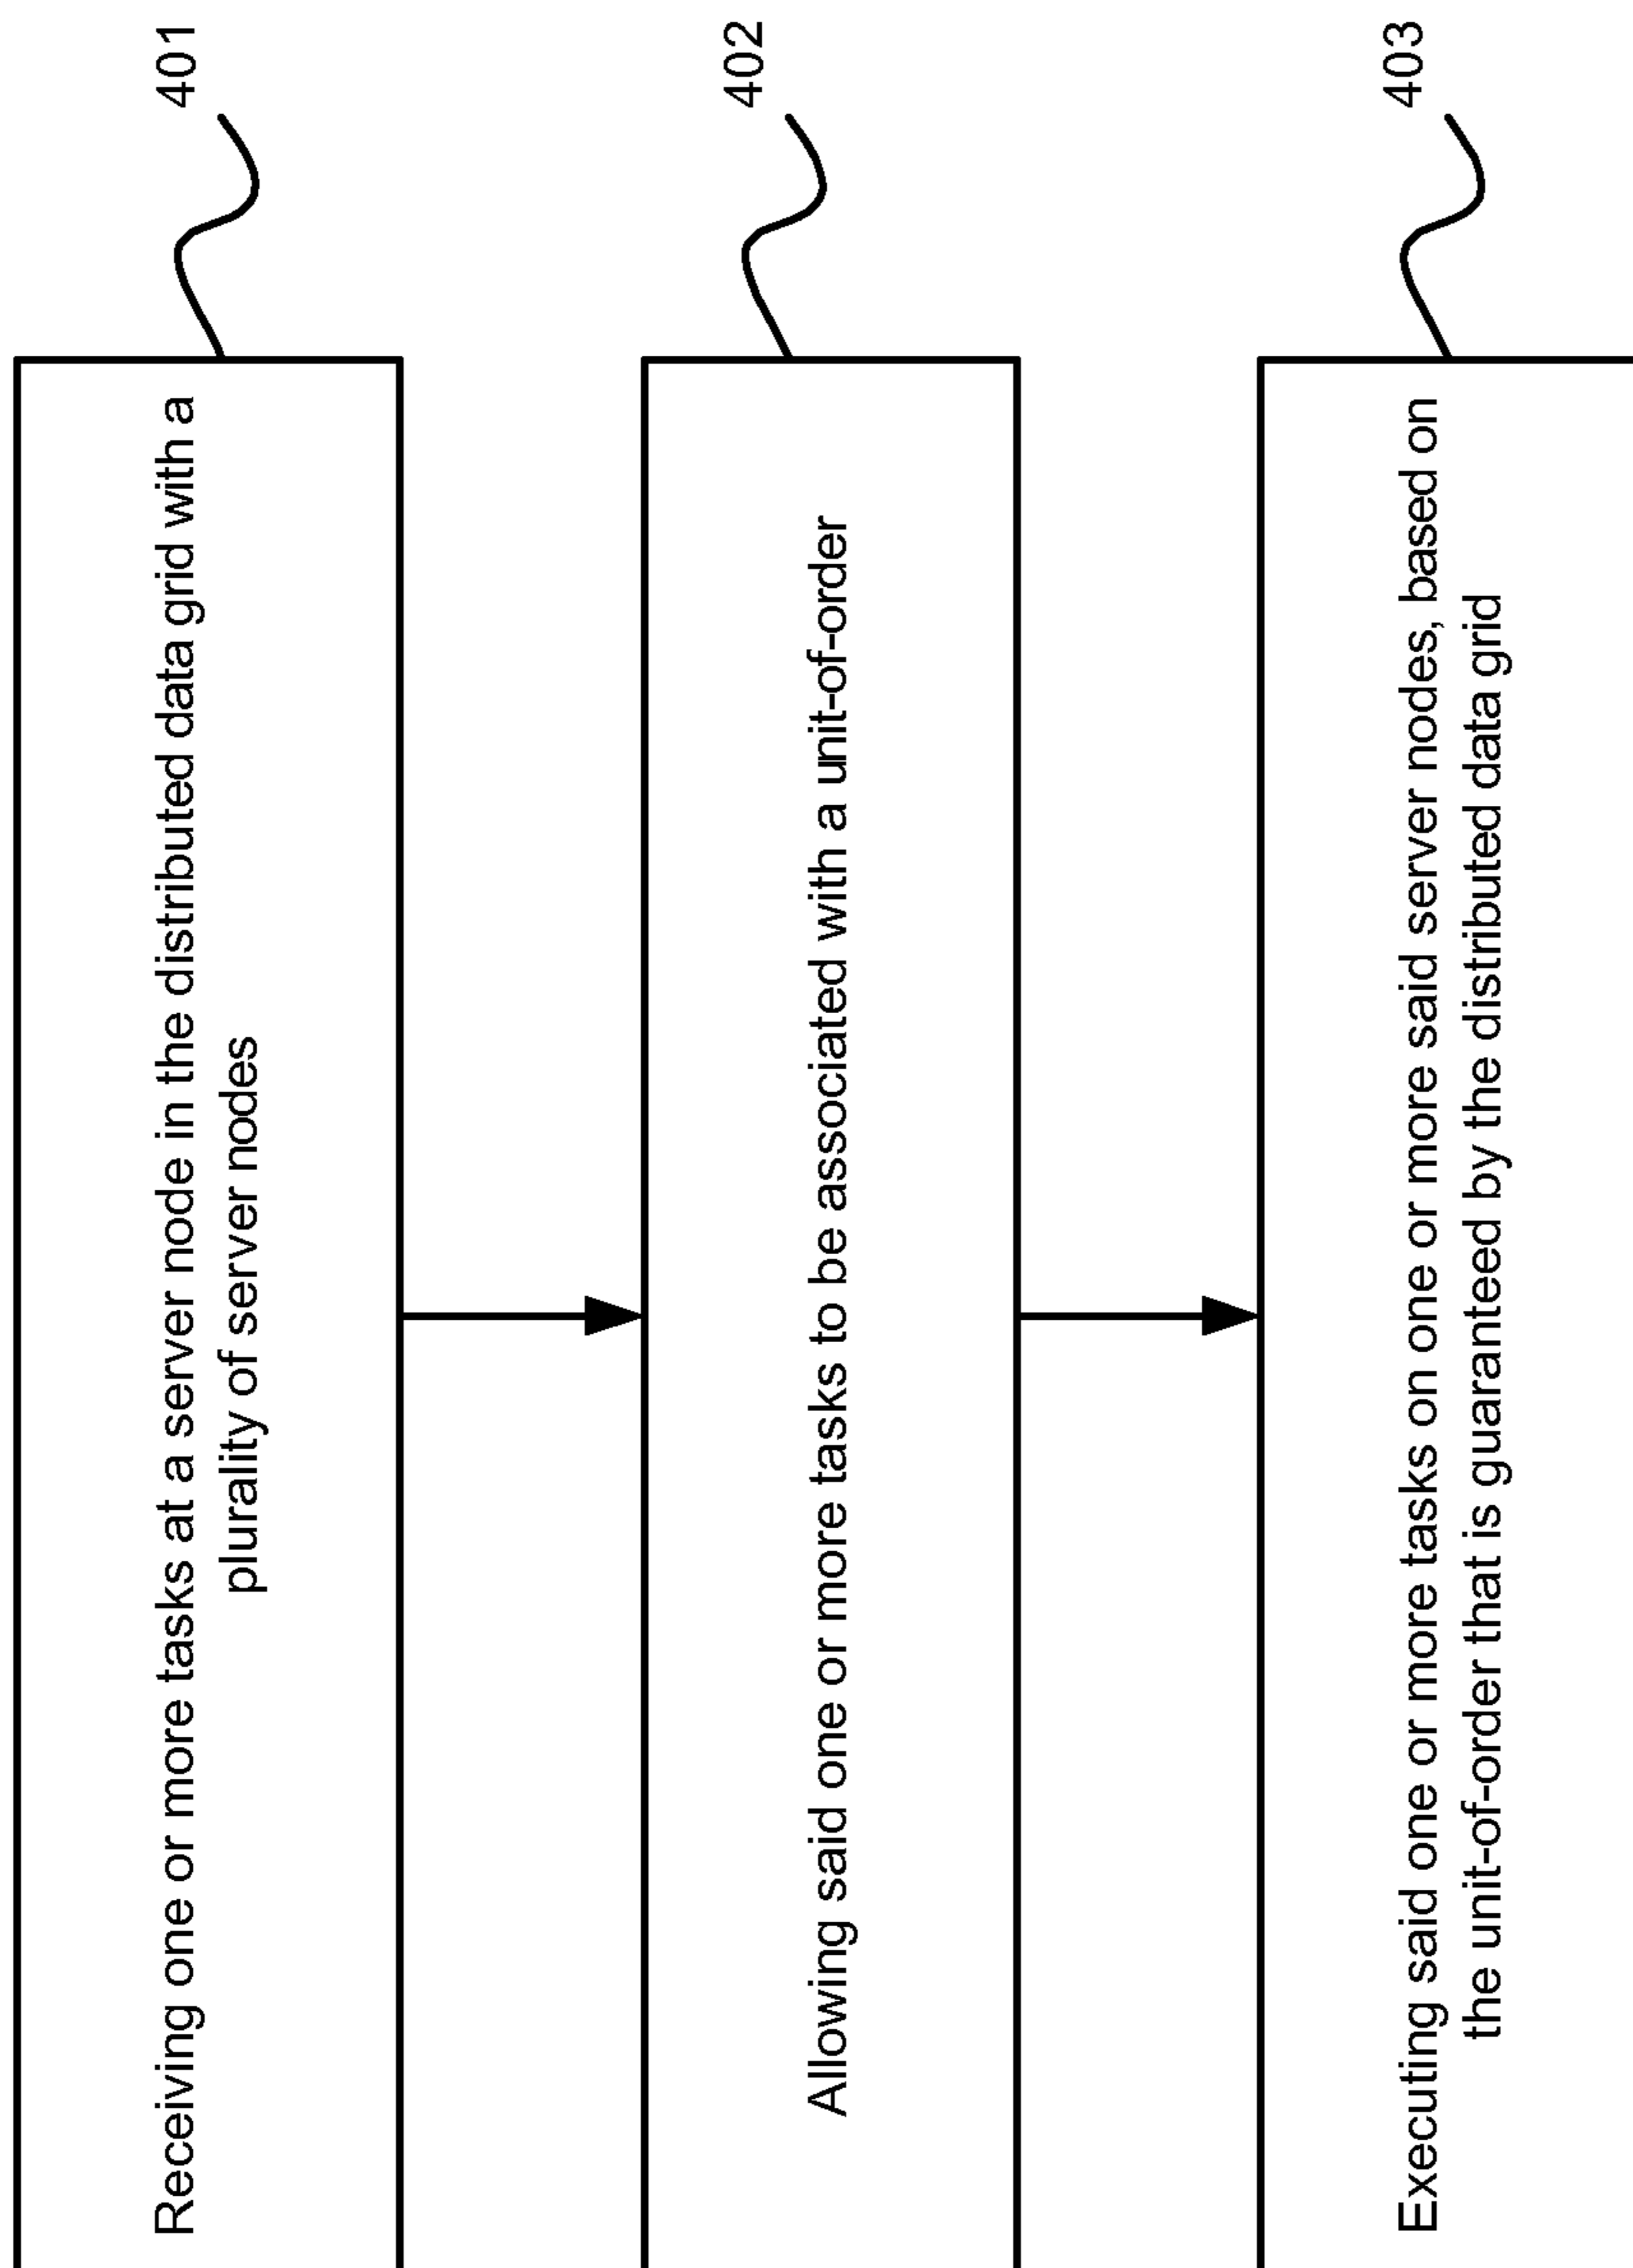 Receiving one or more tasks at a server node in the distributed data grid with a
plurality of server nodes
401
Allowing said one or more tasks to be associated with a unit-of-order
402
Executing said one or more tasks on one or more said server nodes, based on
the unit-of-order that is guaranteed by the distributed data grid
403